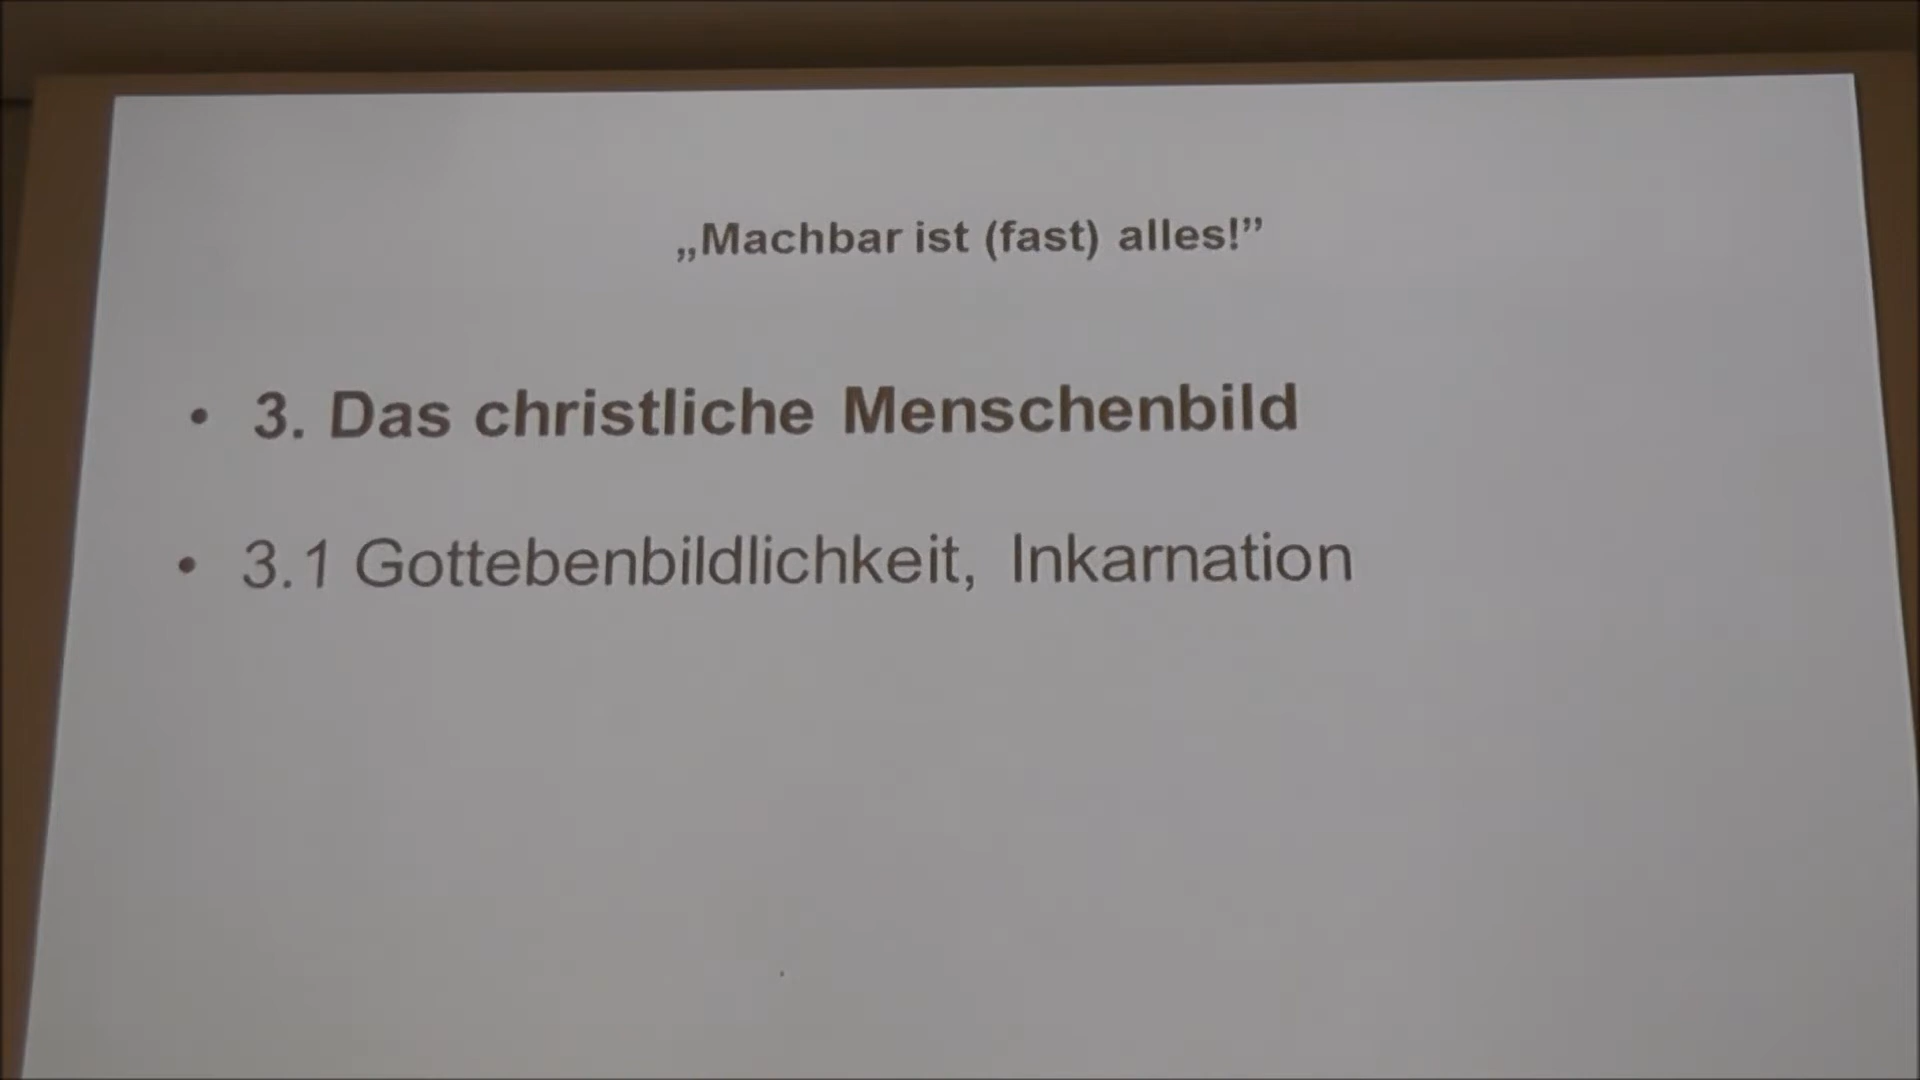 „Machbar ist (fast) alles!”
• 3. Das christliche Menschenbild
• 3.1 Gottebenbildlichkeit, Inkarnation